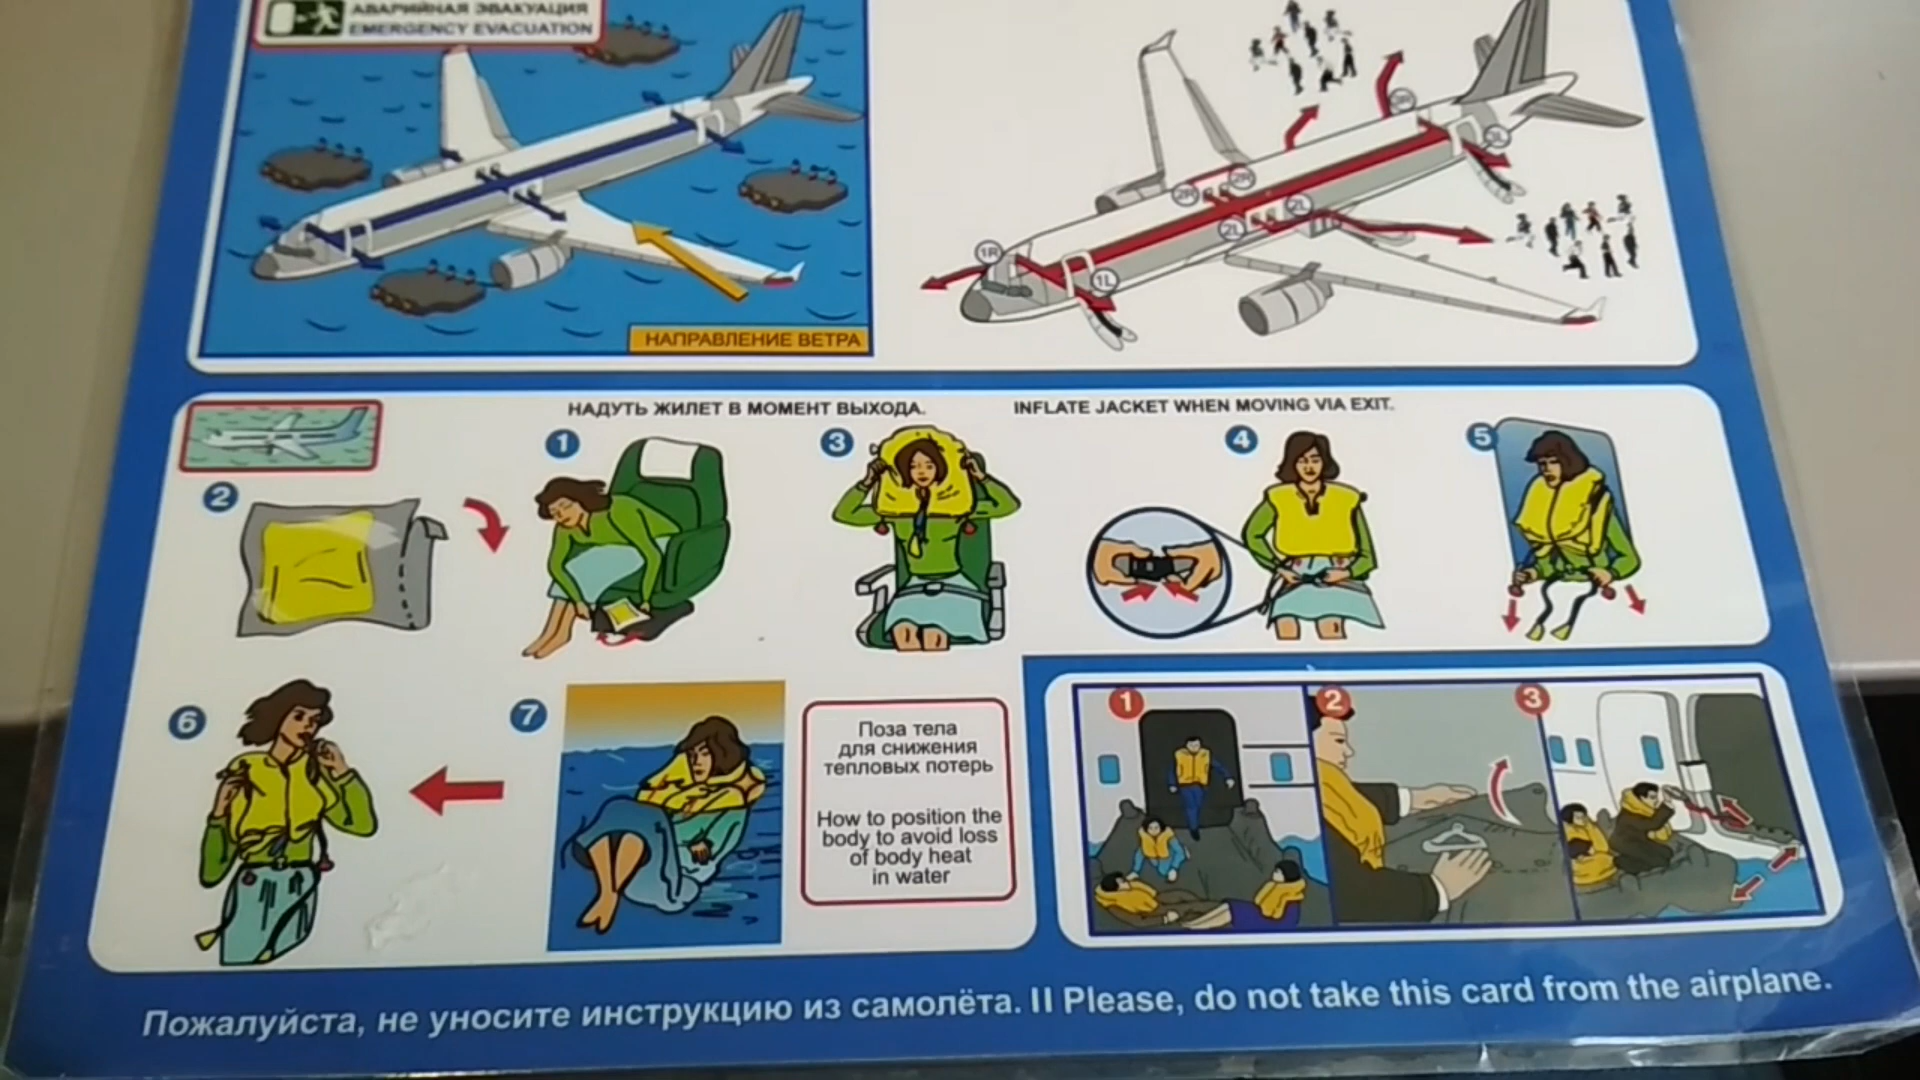 АВАРИЙНАЯ ЭВАКУАЦИЯ
EMERGENCY EVACUATION
НАПРАВЛЕНИЕ ВЕТРА
3R
3L
2R
2R
2L
2L
1R
1L
НАДУТЬ ЖИЛЕТ В МОМЕНТ ВЫХОДА.
INFLATE JACKET WHEN MOVING VIA EXIT.
1
3
4
5
2
6
7
Поза тела
для снижения
тепловых потерь
How to position the
body to avoid loss
of body heat
in water
1
2
3
Пожалуйста, не уносите инструкцию из самолёта. II Please, do not take this card from the airplane.